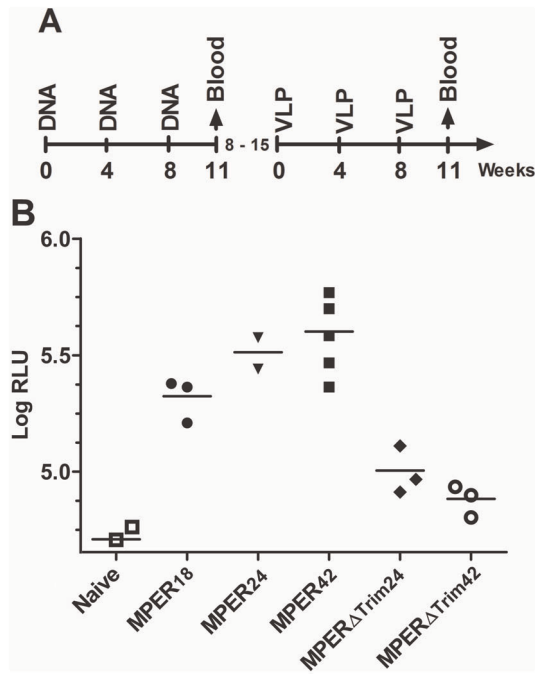 A
DNA DNA DNA Blood VLP VLP VLP Blood
8 - 15
0 4 8 11 0 4 8 11 Weeks
B
6.0
5.5
5.0
Log RLU
Naive MPER18 MPER24 MPER42 MPERΔTrim24 MPERΔTrim42